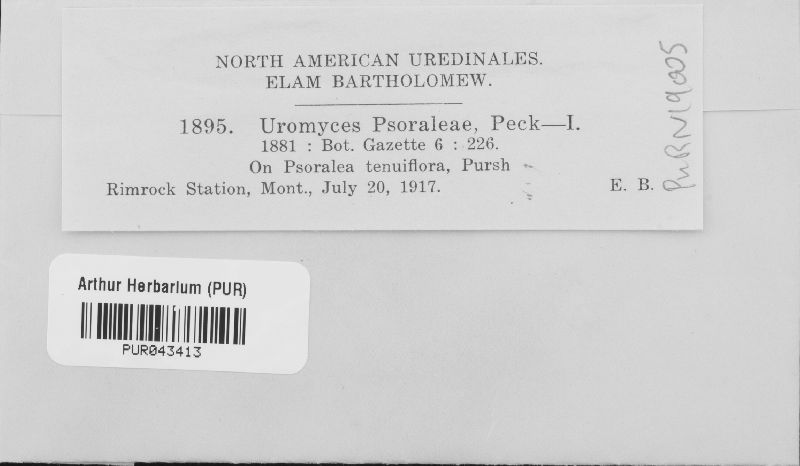 NORTH AMERICAN UREDINALES.
ELAM BARTHOLOMEW.
1895. Uromyces Psoraleae, Peck—I.
1881 : Bot. Gazette 6 : 226.
On Psoralea tenuiflora, Pursh
Rimrock Station, Mont., July 20, 1917. E. B.
PURN19005
Arthur Herbarium (PUR)
PUR043413